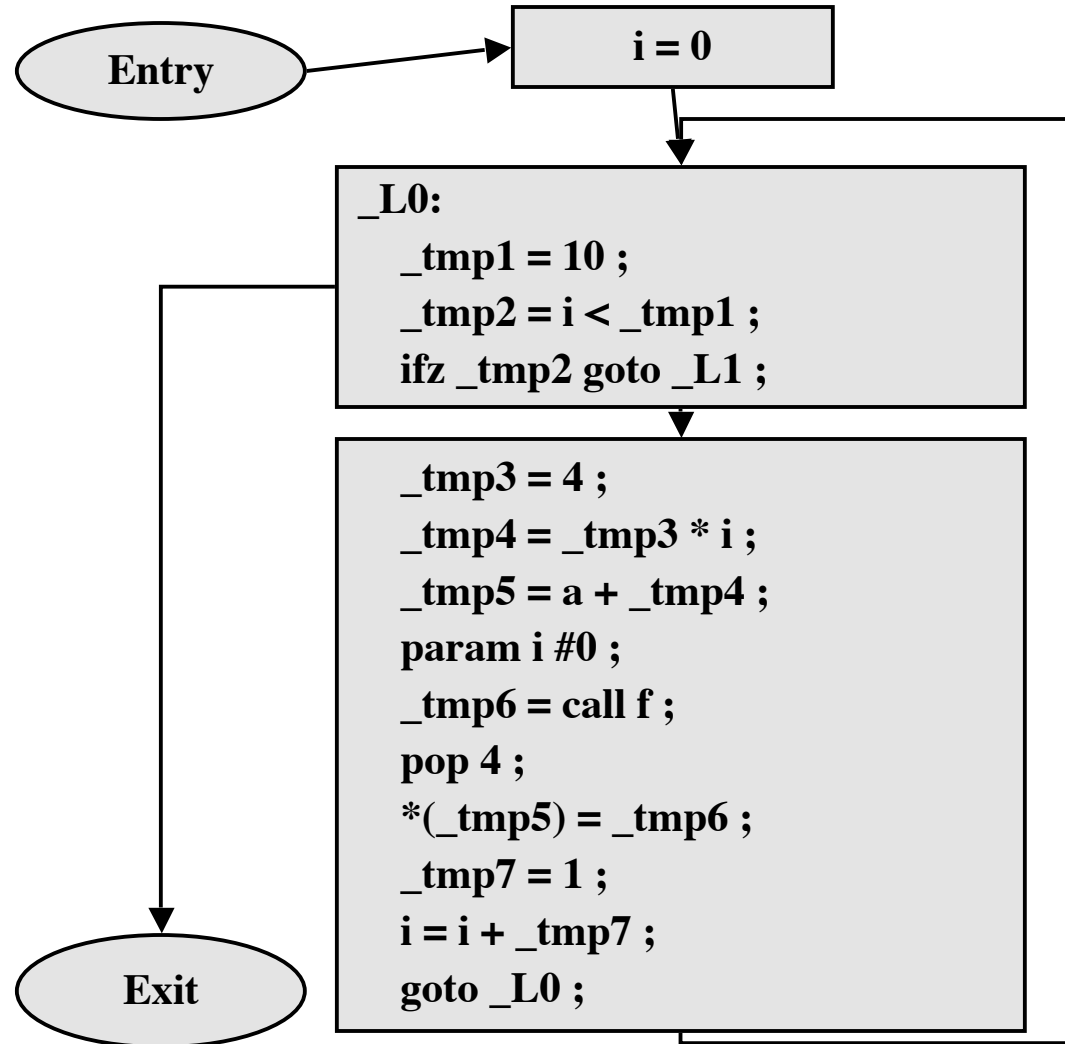 Entry
i = 0
_L0:
_tmp1 = 10 ;
_tmp2 = i < _tmp1 ;
ifz _tmp2 goto _L1 ;
_tmp3 = 4 ;
_tmp4 = _tmp3 * i ;
_tmp5 = a + _tmp4 ;
param i #0 ;
_tmp6 = call f ;
pop 4 ;
*(_tmp5) = _tmp6 ;
_tmp7 = 1 ;
i = i + _tmp7 ;
goto _L0 ;
Exit